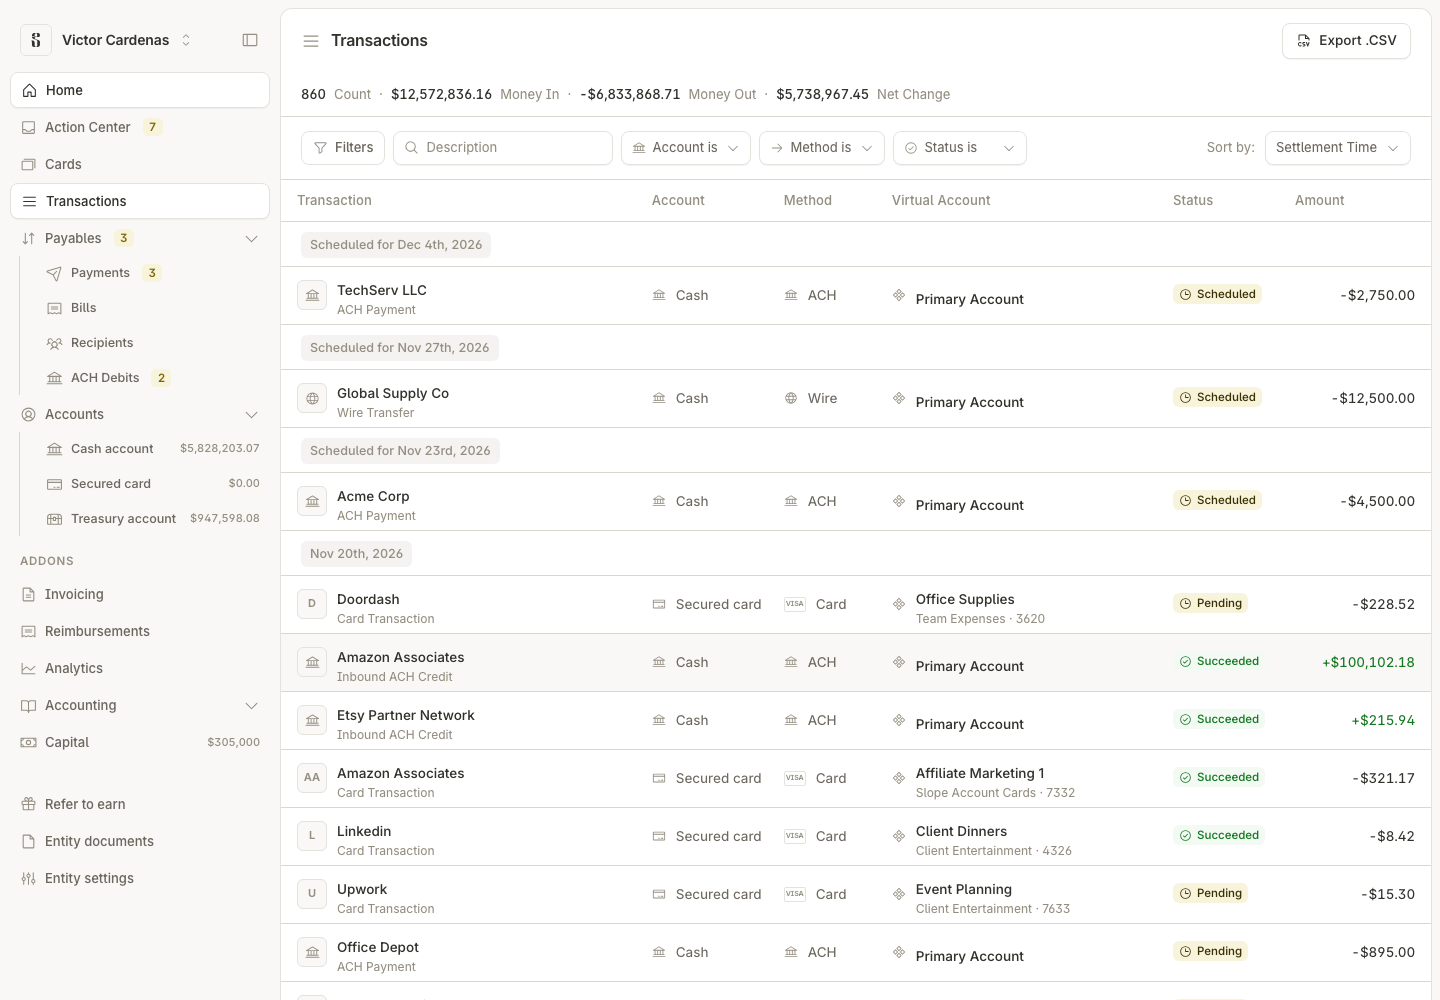 Victor Cardenas
Home
Action Center 7
Cards
Transactions
Payables 3
Payments 3
Bills
Recipients
ACH Debits 2
Accounts
Cash account $5,828,203.07
Secured card $0.00
Treasury account $947,598.08
ADDONS
Invoicing
Reimbursements
Analytics
Accounting
Capital $305,000
Refer to earn
Entity documents
Entity settings
Transactions
CSV Export .CSV
860 Count · $12,572,836.16 Money In · -$6,833,868.71 Money Out · $5,738,967.45 Net Change
Filters Description Account is Method is Status is Sort by: Settlement Time
Transaction Account Method Virtual Account Status Amount
Scheduled for Dec 4th, 2026
TechServ LLC Cash ACH Primary Account Scheduled -$2,750.00
ACH Payment
Scheduled for Nov 27th, 2026
Global Supply Co Cash Wire Primary Account Scheduled -$12,500.00
Wire Transfer
Scheduled for Nov 23rd, 2026
Acme Corp Cash ACH Primary Account Scheduled -$4,500.00
ACH Payment
Nov 20th, 2026
D Doordash Secured card VISA Card Office Supplies Pending -$228.52
Card Transaction Team Expenses · 3620
Amazon Associates Cash ACH Primary Account Succeeded +$100,102.18
Inbound ACH Credit
Etsy Partner Network Cash ACH Primary Account Succeeded +$215.94
Inbound ACH Credit
AA Amazon Associates Secured card VISA Card Affiliate Marketing 1 Succeeded -$321.17
Card Transaction Slope Account Cards · 7332
L Linkedin Secured card VISA Card Client Dinners Succeeded -$8.42
Card Transaction Client Entertainment · 4326
U Upwork Secured card VISA Card Event Planning Pending -$15.30
Card Transaction Client Entertainment · 7633
Office Depot Cash ACH Primary Account Pending -$895.00
ACH Payment